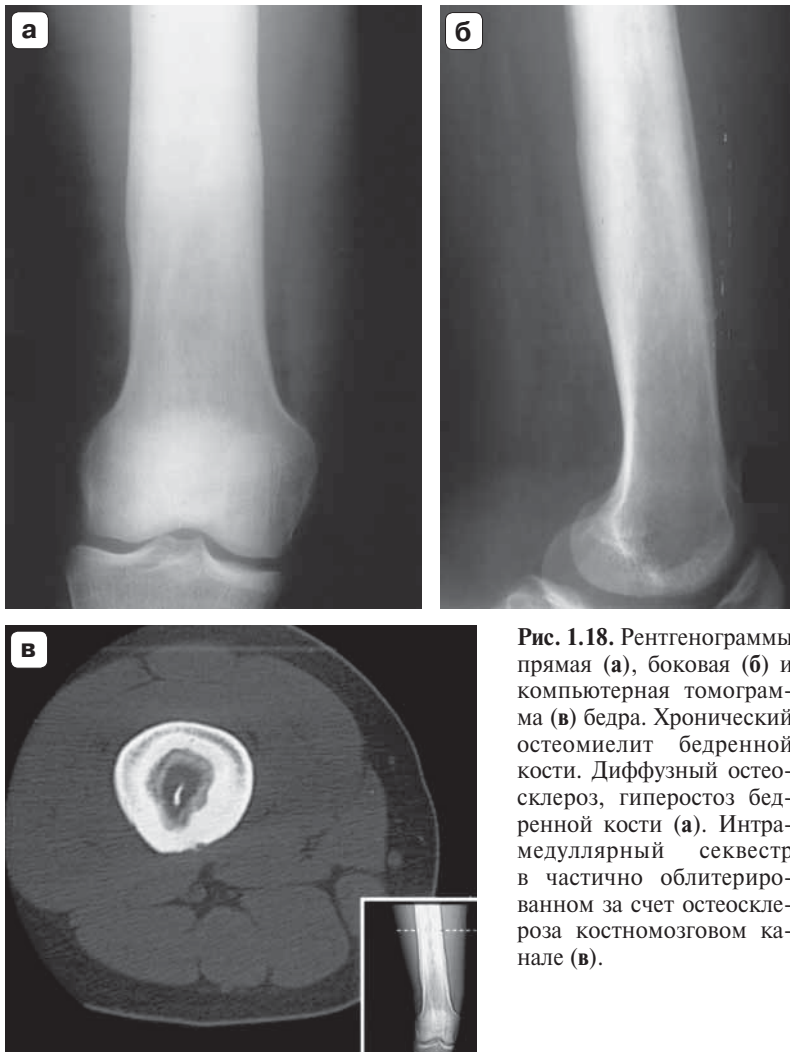 а
б
в
Рис. 1.18. Рентгенограммы
прямая (а), боковая (б) и
компьютерная томограм-
ма (в) бедра. Хронический
остеомиелит бедренной
кости. Диффузный остео-
склероз, гиперостоз бед-
ренной кости (а). Интра-
медуллярный секвестр
в частично облитериро-
ванном за счет остеоскле-
роза костномозговом ка-
нале (в).